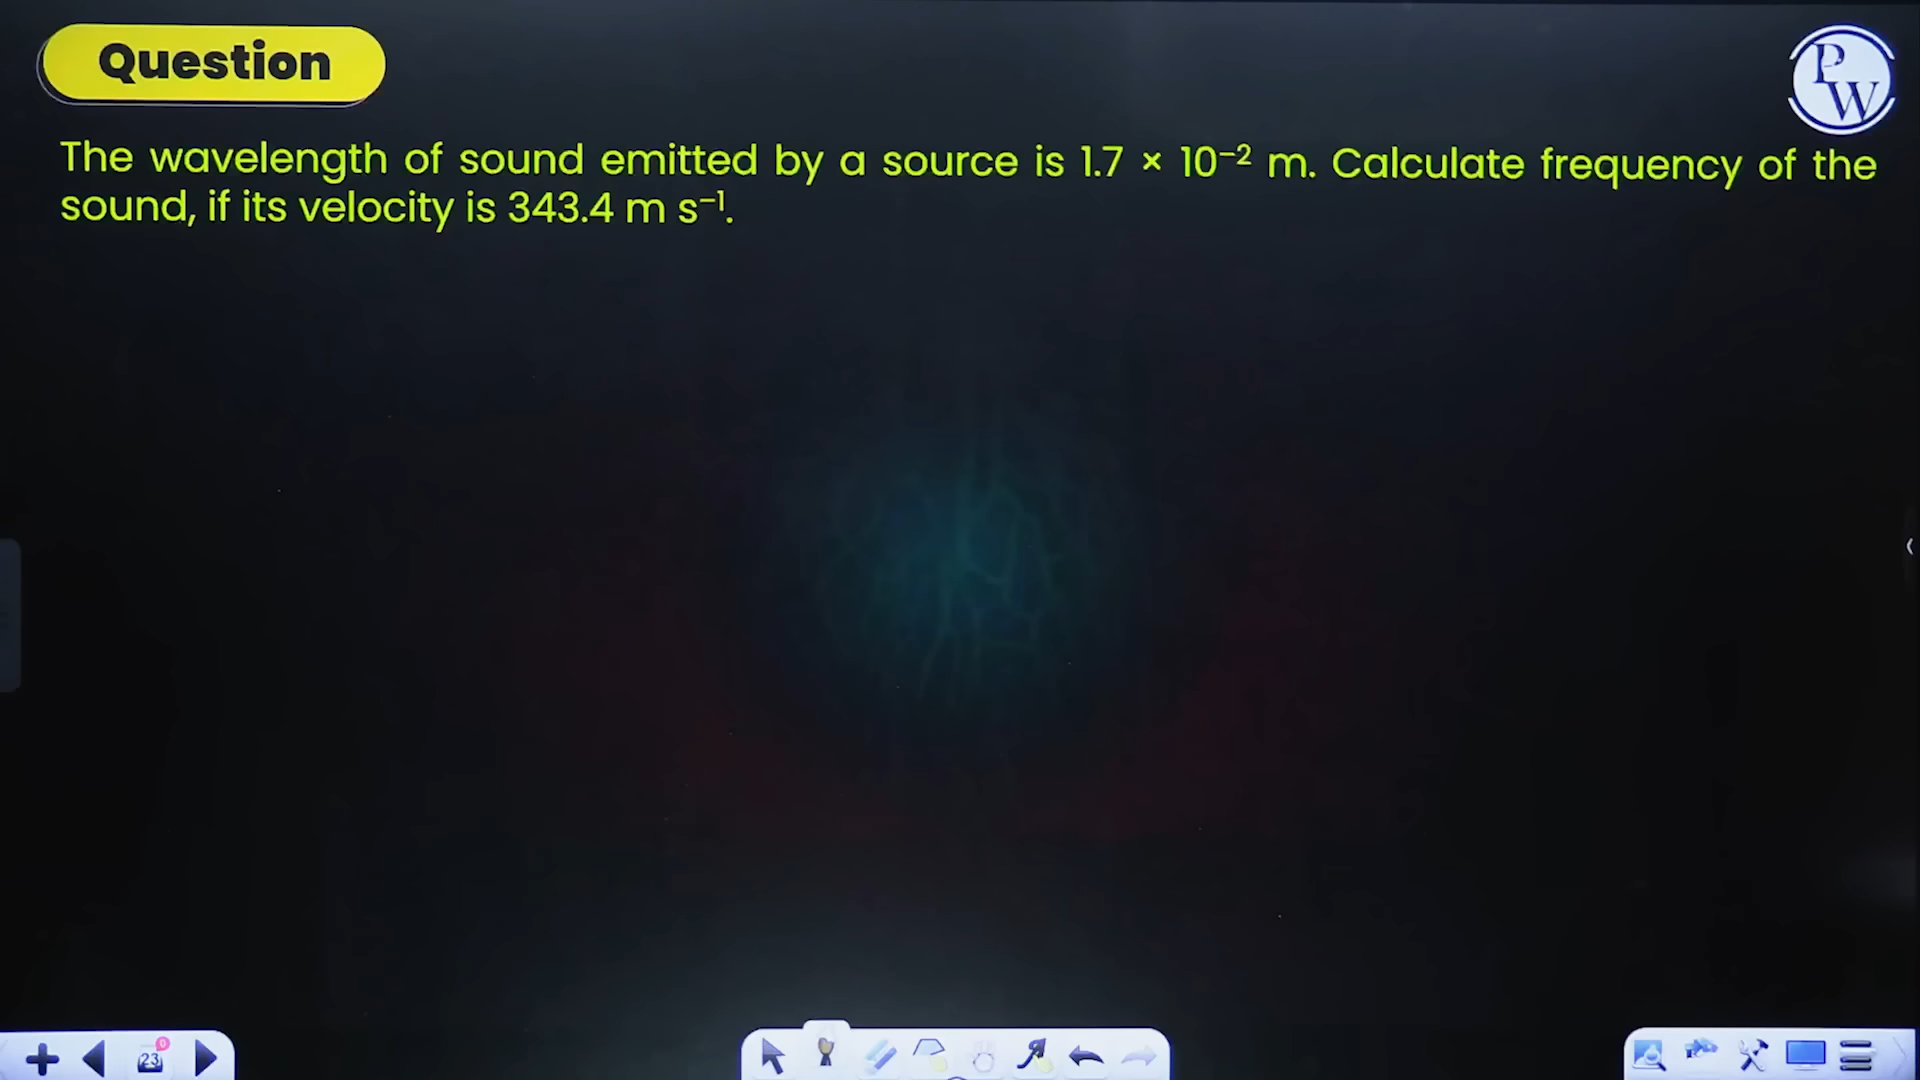 Question
PW
The wavelength of sound emitted by a source is 1.7 × 10⁻² m. Calculate frequency of the
sound, if its velocity is 343.4 m s⁻¹.
23
0